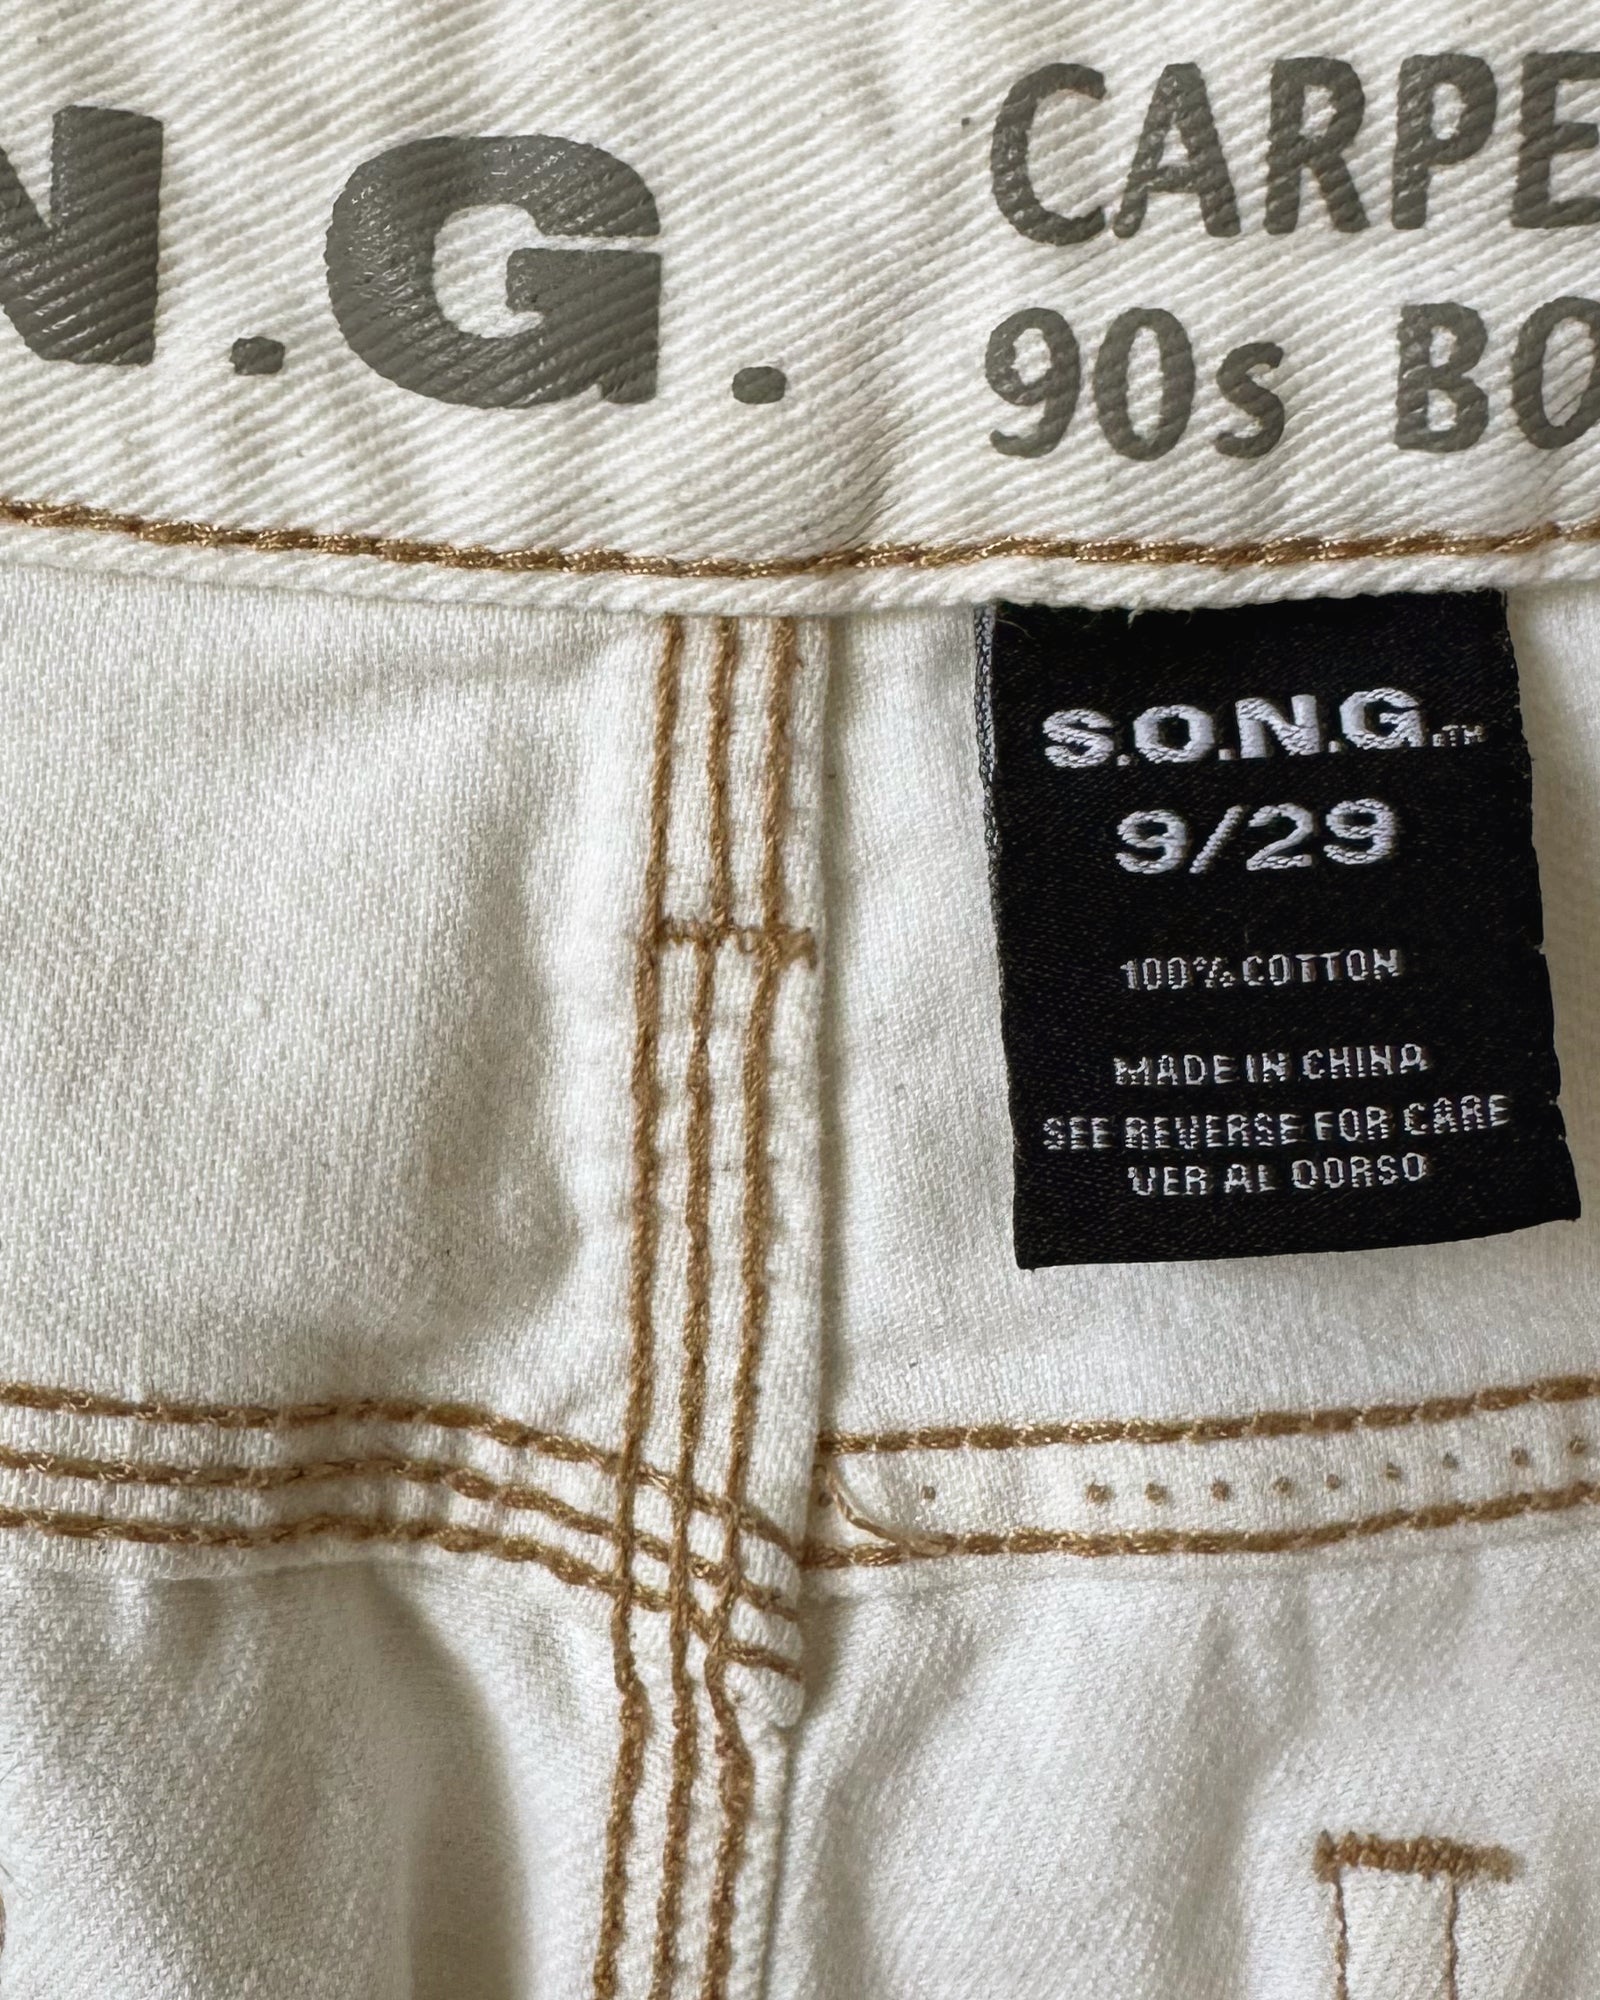 N.G.
CARPE
90s BO
S.O.N.G.™
9/29
100% COTTON
MADE IN CHINA
SEE REVERSE FOR CARE
VER AL DORSO